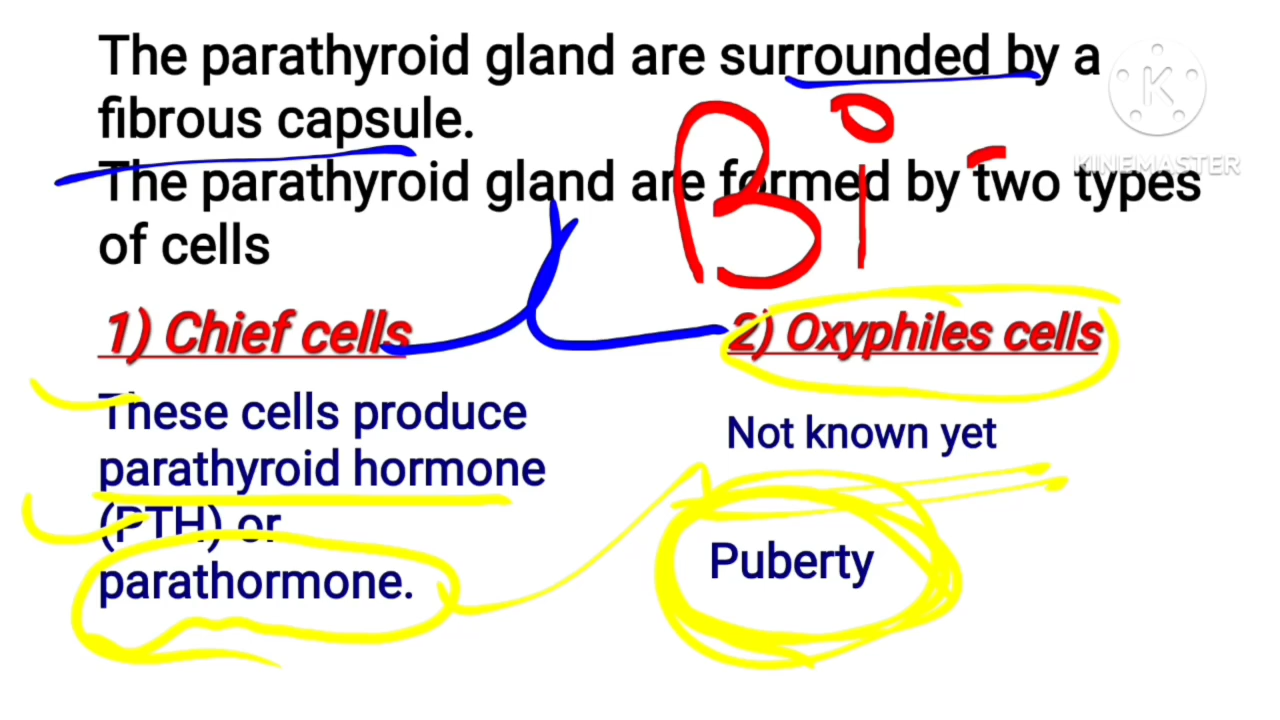 The parathyroid gland are surrounded by a
fibrous capsule.
The parathyroid gland are formed by two types
of cells
Bi
1) Chief cells
2) Oxyphiles cells
These cells produce
parathyroid hormone
(PTH) or
parathormone.
Not known yet
Puberty
K
KINEMASTER